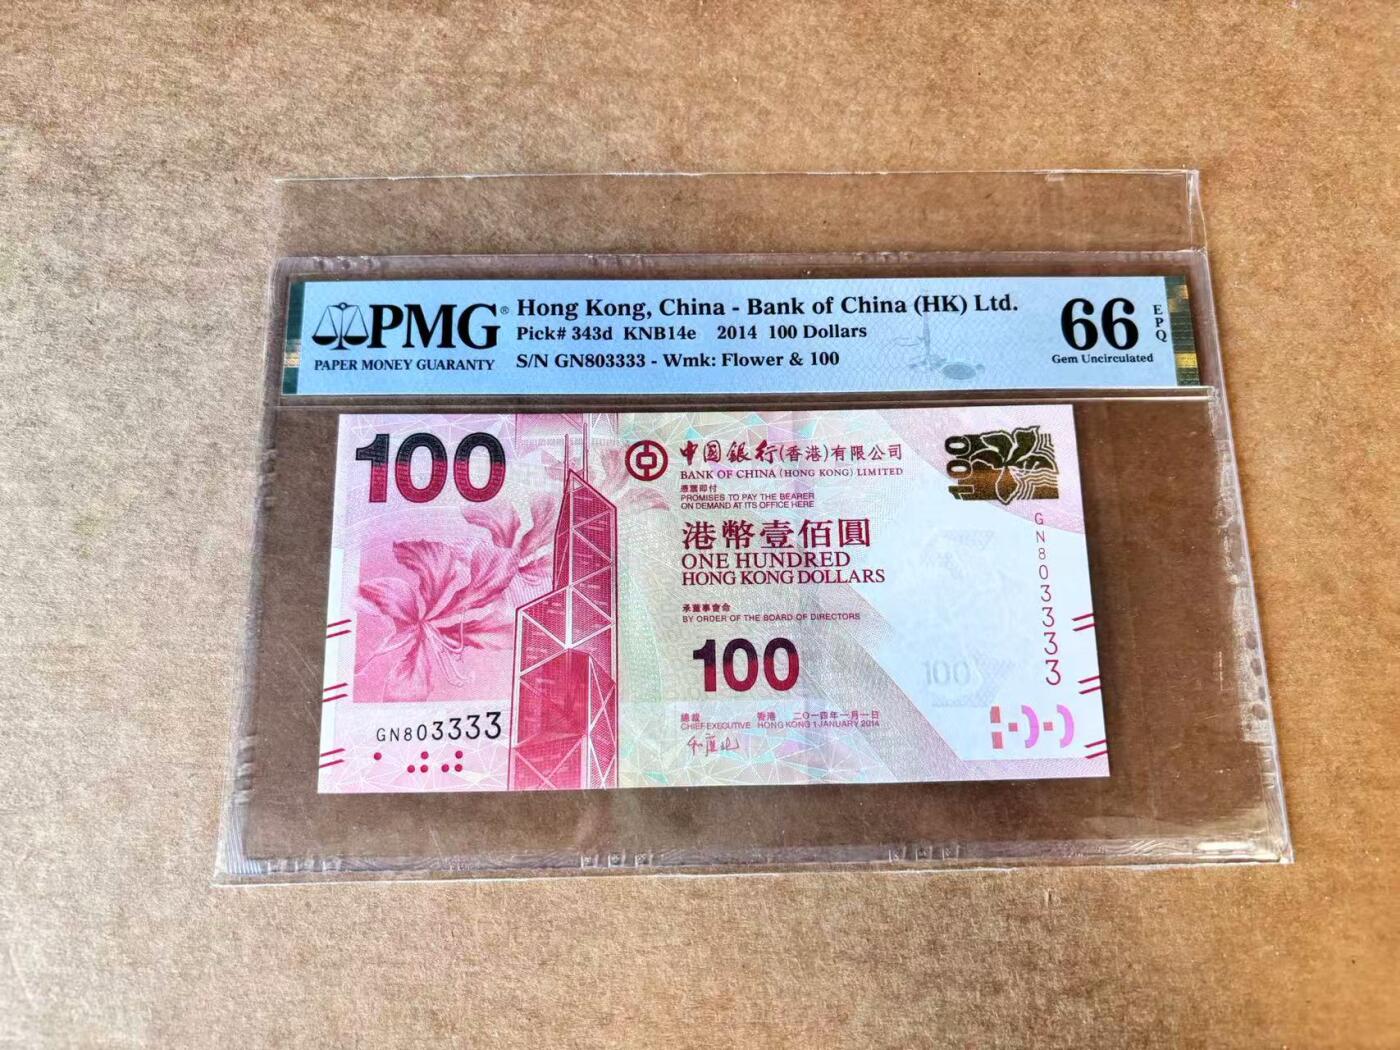 PMG®
PAPER MONEY GUARANTY
Hong Kong, China - Bank of China (HK) Ltd.
Pick# 343d KNB14e 2014 100 Dollars
S/N GN803333 - Wmk: Flower & 100
66
EPQ
Gem Uncirculated
100
中國銀行(香港)有限公司
BANK OF CHINA (HONG KONG) LIMITED
憑票即付
PROMISES TO PAY THE BEARER
ON DEMAND AT ITS OFFICE HERE
港幣壹佰圓
ONE HUNDRED
HONG KONG DOLLARS
承董事會命
BY ORDER OF THE BOARD OF DIRECTORS
100
總裁 香港 二〇一四年一月一日
CHIEF EXECUTIVE HONG KONG 1 JANUARY 2014
GN803333
100
GN803333
100